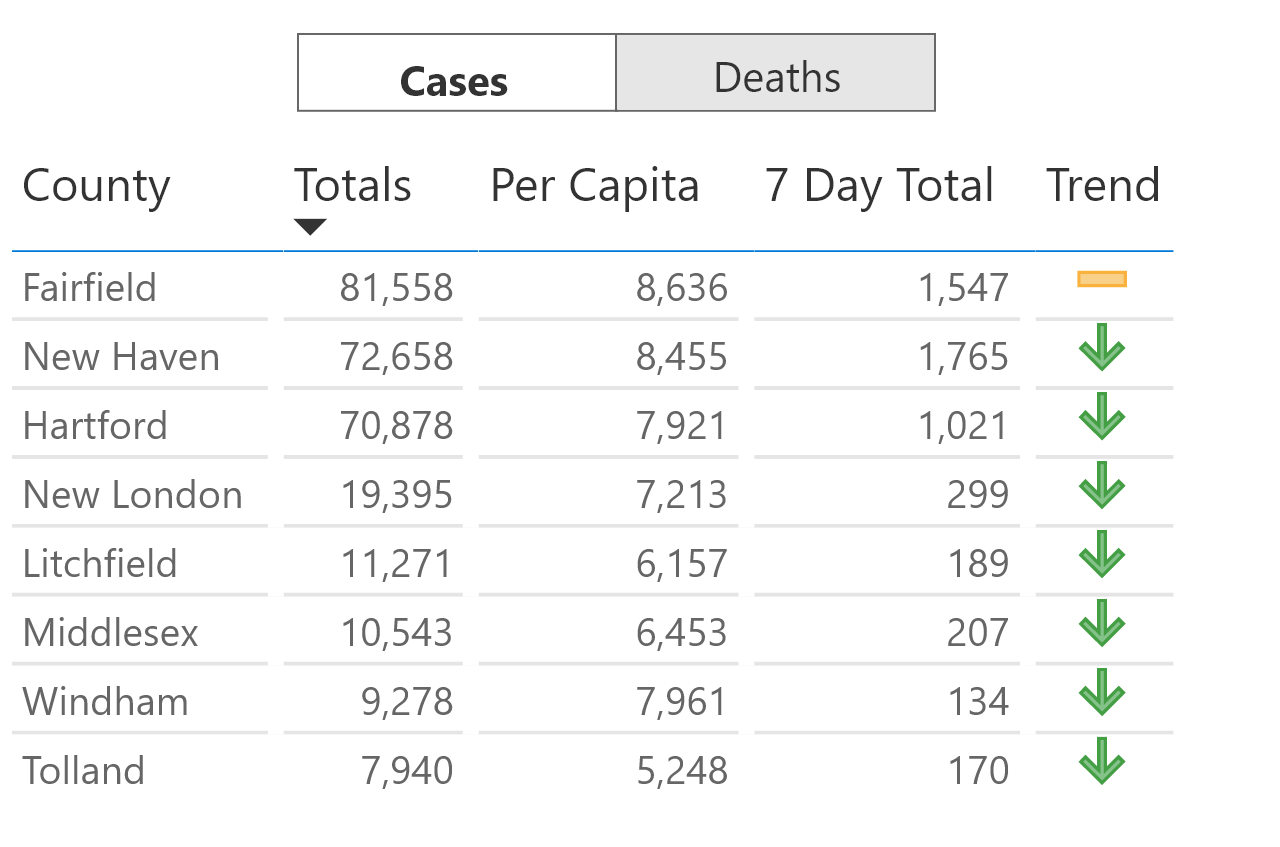 Cases Deaths
County Totals Per Capita 7 Day Total Trend
Fairfield 81,558 8,636 1,547
New Haven 72,658 8,455 1,765
Hartford 70,878 7,921 1,021
New London 19,395 7,213 299
Litchfield 11,271 6,157 189
Middlesex 10,543 6,453 207
Windham 9,278 7,961 134
Tolland 7,940 5,248 170